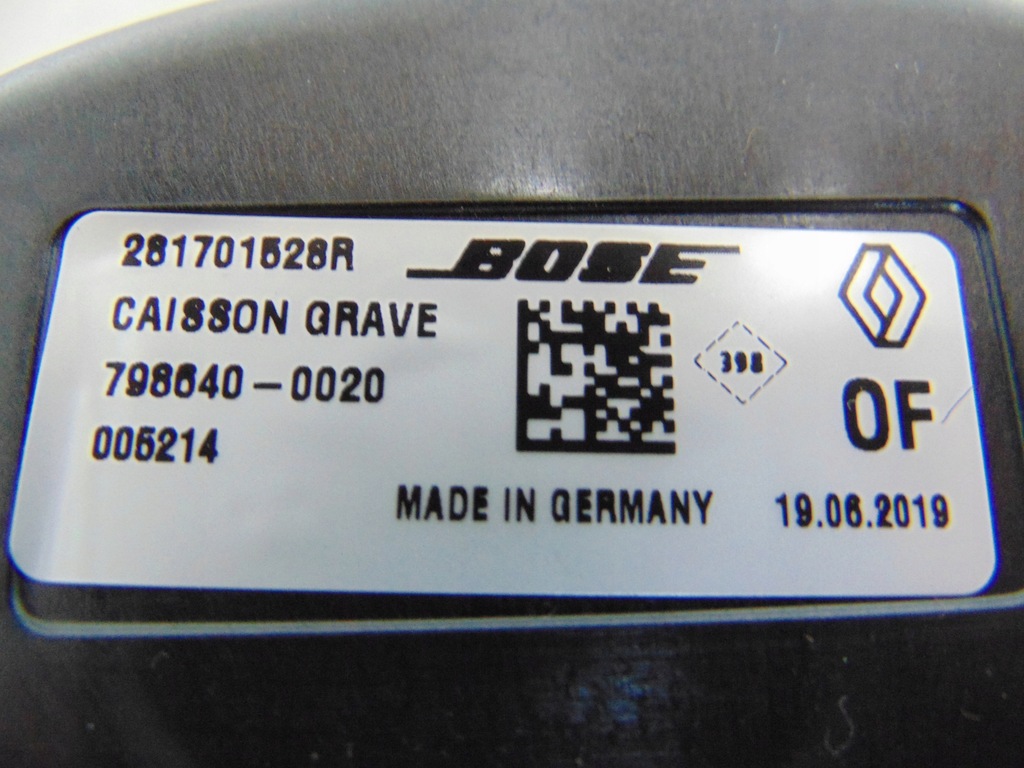 281701528R
BOSE
CAISSON GRAVE
798640-0020
398
OF
005214
MADE IN GERMANY
19.06.2019